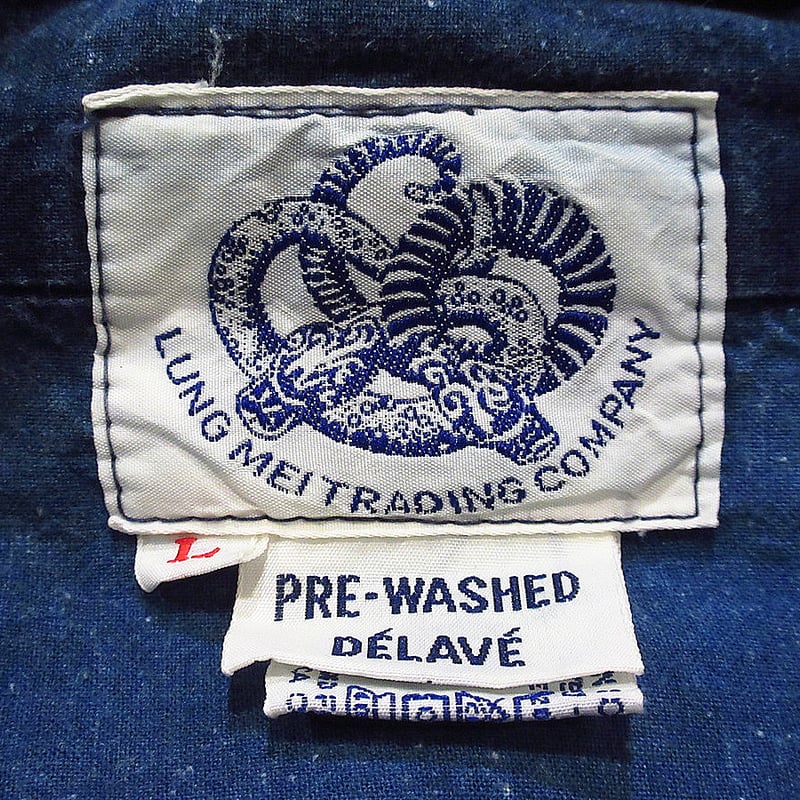 LUNG MEI TRADING COMPANY
L
PRE-WASHED
DÉLAVÉ